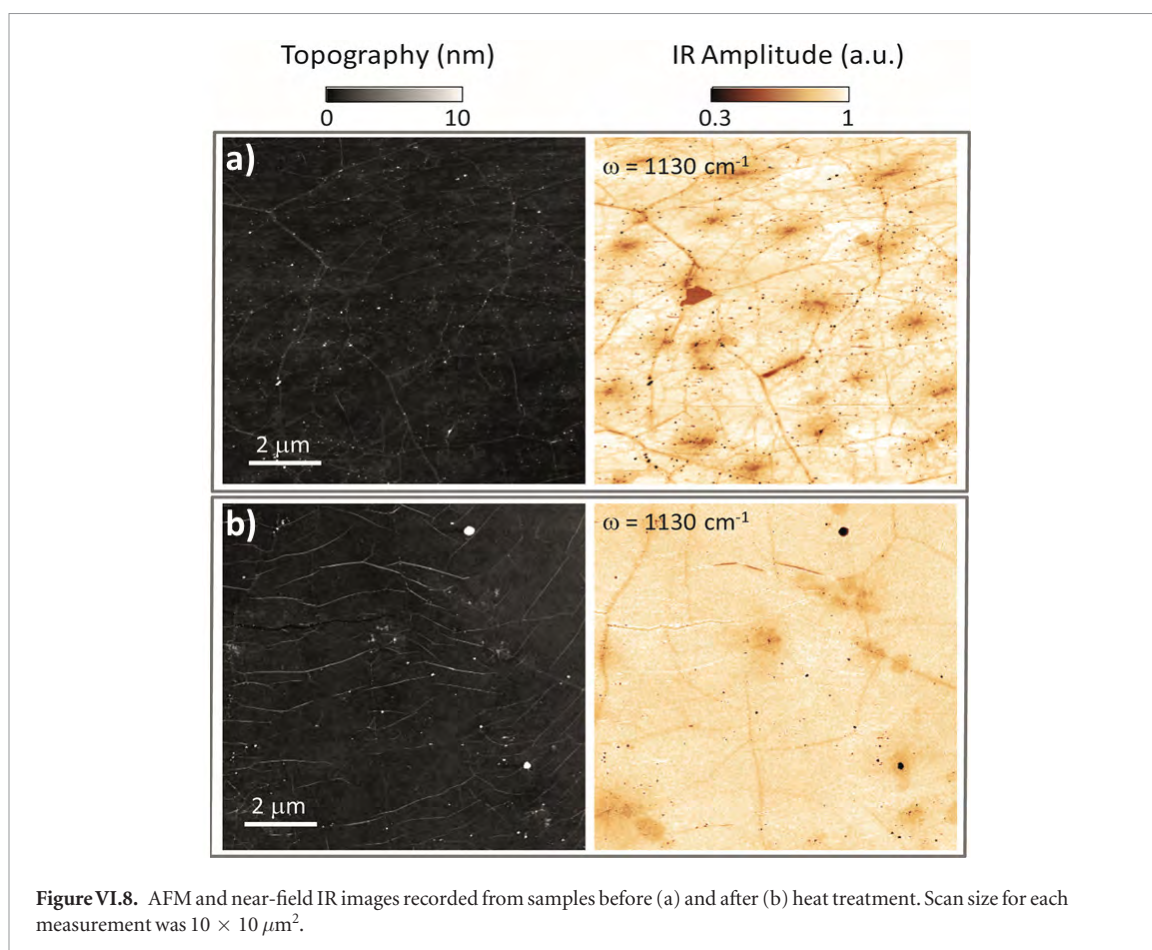 Topography (nm) IR Amplitude (a.u.)
0 10 0.3 1
a) ω = 1130 cm⁻¹
2 µm
b) ω = 1130 cm⁻¹
2 µm
Figure VI.8. AFM and near-field IR images recorded from samples before (a) and after (b) heat treatment. Scan size for each
measurement was 10 × 10 µm².